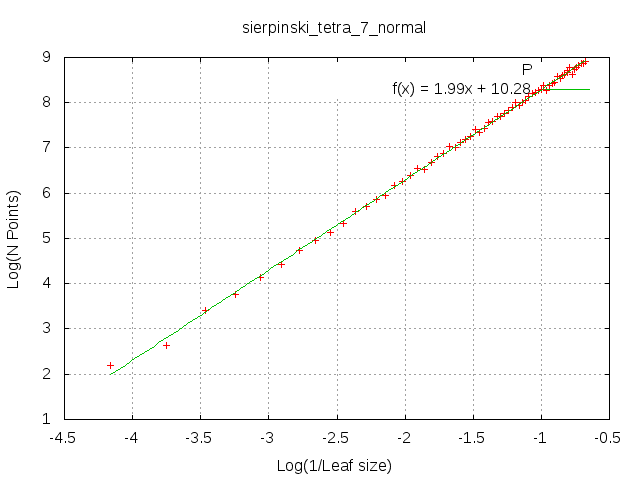 sierpinski_tetra_7_normal
9
8
7
6
5
4
3
2
1
P
f(x) = 1.99x + 10.28
Log(N Points)
-4.5 -4 -3.5 -3 -2.5 -2 -1.5 -1 -0.5
Log(1/Leaf size)